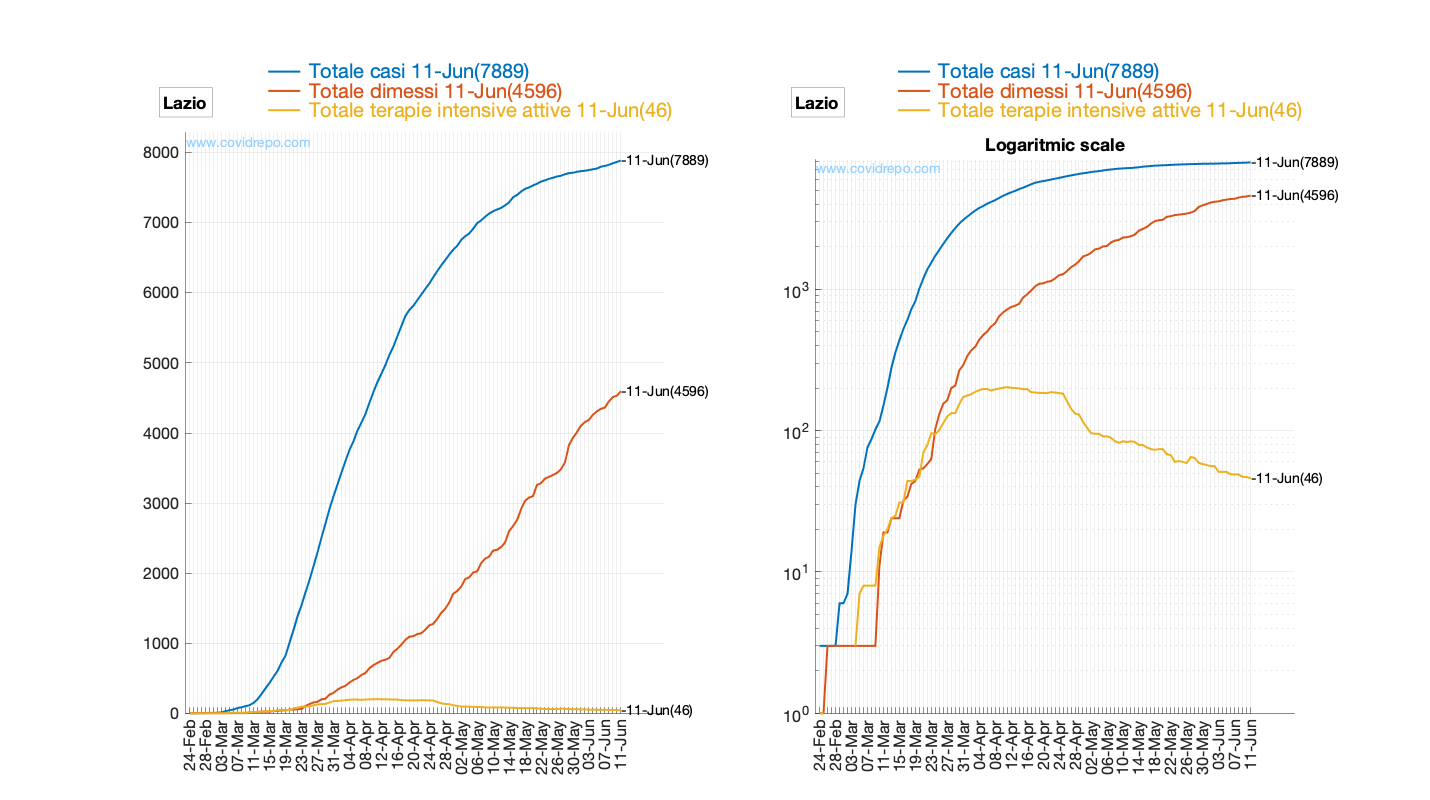 Lazio
Totale casi 11-Jun(7889)
Totale dimessi 11-Jun(4596)
Totale terapie intensive attive 11-Jun(46)
www.covidrepo.com
8000
7000
6000
5000
4000
3000
2000
1000
0
-11-Jun(7889)
-11-Jun(4596)
-11-Jun(46)
24-Feb
28-Feb
03-Mar
07-Mar
11-Mar
15-Mar
19-Mar
23-Mar
27-Mar
31-Mar
04-Apr
08-Apr
12-Apr
16-Apr
20-Apr
24-Apr
28-Apr
02-May
06-May
10-May
14-May
18-May
22-May
26-May
30-May
03-Jun
07-Jun
11-Jun
Lazio
Totale casi 11-Jun(7889)
Totale dimessi 11-Jun(4596)
Totale terapie intensive attive 11-Jun(46)
Logaritmic scale
www.covidrepo.com
10³
10²
10¹
10⁰
-11-Jun(7889)
-11-Jun(4596)
-11-Jun(46)
24-Feb
28-Feb
03-Mar
07-Mar
11-Mar
15-Mar
19-Mar
23-Mar
27-Mar
31-Mar
04-Apr
08-Apr
12-Apr
16-Apr
20-Apr
24-Apr
28-Apr
02-May
06-May
10-May
14-May
18-May
22-May
26-May
30-May
03-Jun
07-Jun
11-Jun